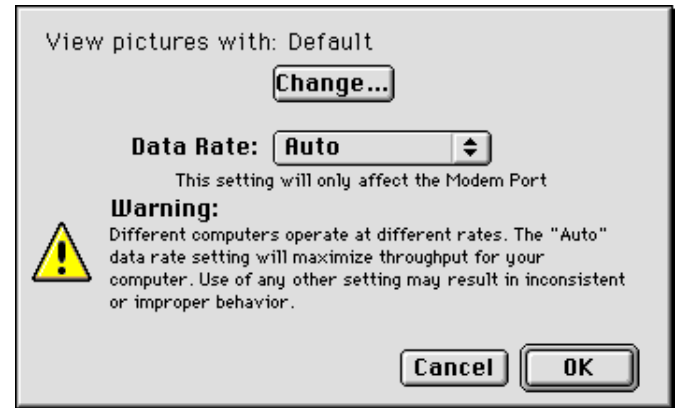 View pictures with: Default
Change...
Data Rate: Auto
This setting will only affect the Modem Port
Warning:
Different computers operate at different rates. The "Auto"
data rate setting will maximize throughput for your
computer. Use of any other setting may result in inconsistent
or improper behavior.
Cancel OK